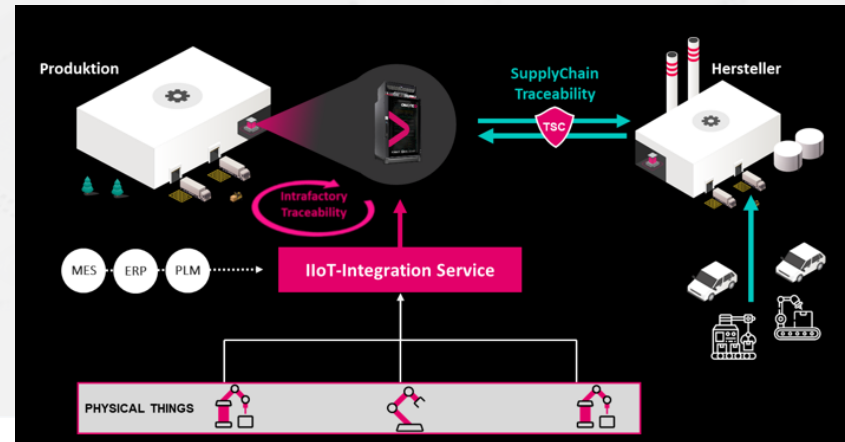 Produktion
SupplyChain
Traceability
Hersteller
TSC
Intrafactory
Traceability
MES
ERP
PLM
IIoT-Integration Service
PHYSICAL THINGS